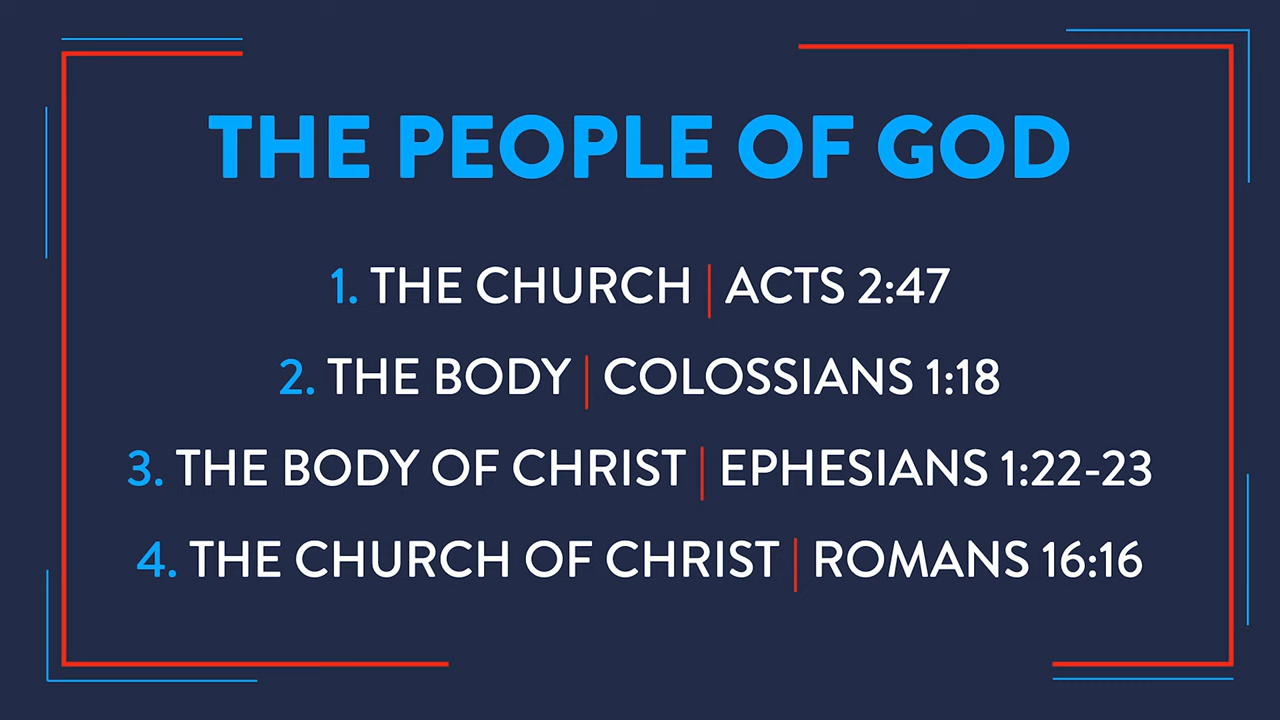 THE PEOPLE OF GOD
1. THE CHURCH | ACTS 2:47
2. THE BODY | COLOSSIANS 1:18
3. THE BODY OF CHRIST | EPHESIANS 1:22-23
4. THE CHURCH OF CHRIST | ROMANS 16:16